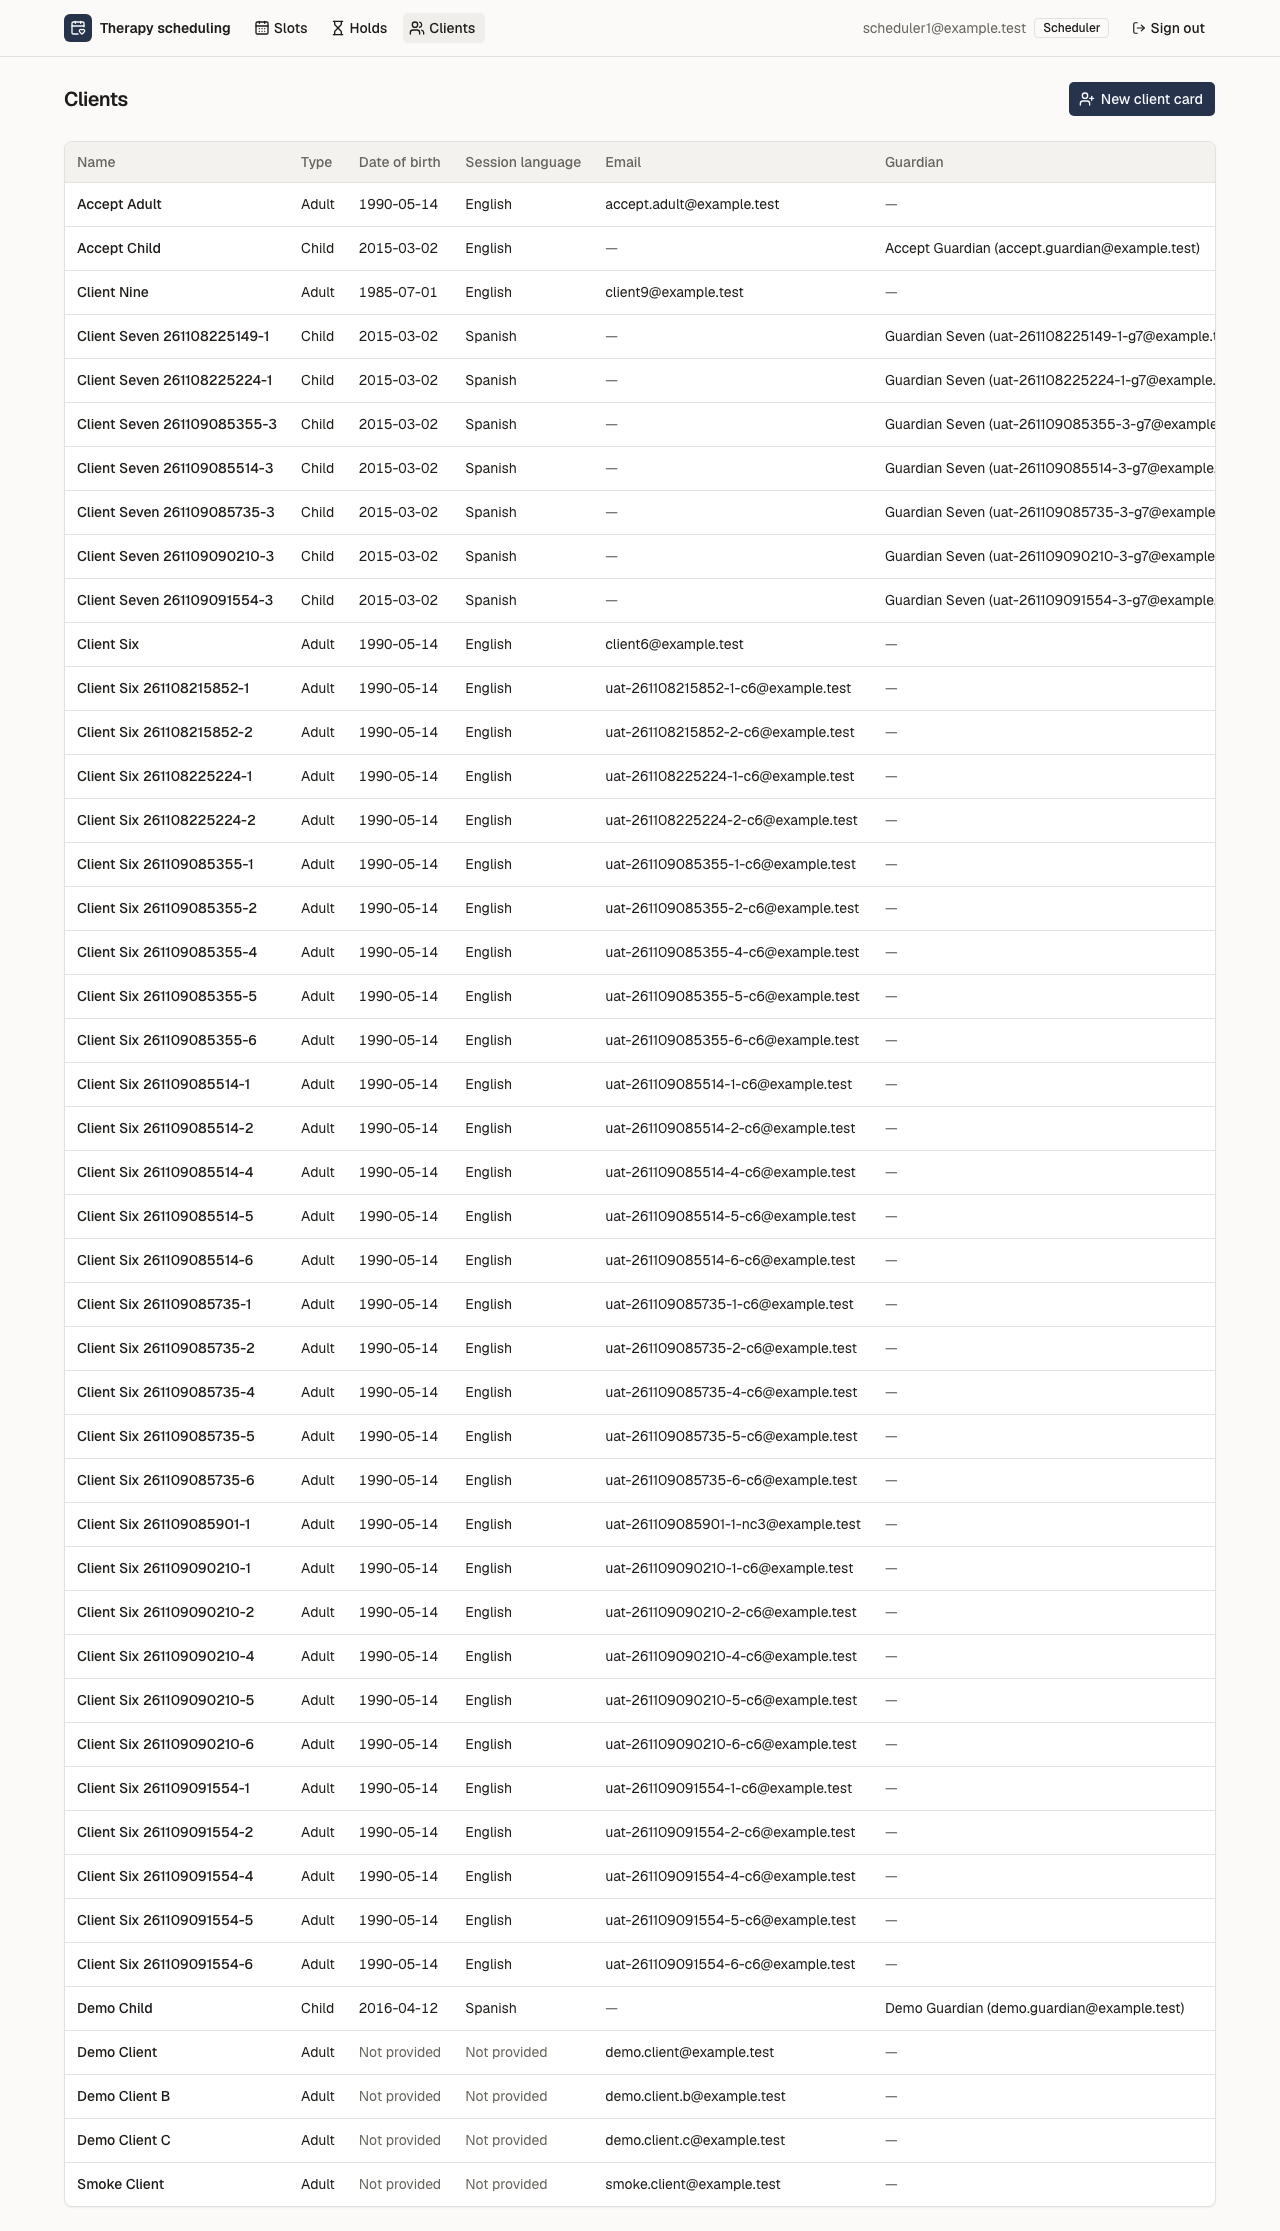 Therapy scheduling Slots Holds Clients scheduler1@example.test Scheduler Sign out
Clients New client card
Name Type Date of birth Session language Email Guardian
Accept Adult Adult 1990-05-14 English accept.adult@example.test —
Accept Child Child 2015-03-02 English — Accept Guardian (accept.guardian@example.test)
Client Nine Adult 1985-07-01 English client9@example.test —
Client Seven 261108225149-1 Child 2015-03-02 Spanish — Guardian Seven (uat-261108225149-1-g7@example.t
Client Seven 261108225224-1 Child 2015-03-02 Spanish — Guardian Seven (uat-261108225224-1-g7@example.
Client Seven 261109085355-3 Child 2015-03-02 Spanish — Guardian Seven (uat-261109085355-3-g7@example
Client Seven 261109085514-3 Child 2015-03-02 Spanish — Guardian Seven (uat-261109085514-3-g7@example.
Client Seven 261109085735-3 Child 2015-03-02 Spanish — Guardian Seven (uat-261109085735-3-g7@example
Client Seven 261109090210-3 Child 2015-03-02 Spanish — Guardian Seven (uat-261109090210-3-g7@example
Client Seven 261109091554-3 Child 2015-03-02 Spanish — Guardian Seven (uat-261109091554-3-g7@example.
Client Six Adult 1990-05-14 English client6@example.test —
Client Six 261108215852-1 Adult 1990-05-14 English uat-261108215852-1-c6@example.test —
Client Six 261108215852-2 Adult 1990-05-14 English uat-261108215852-2-c6@example.test —
Client Six 261108225224-1 Adult 1990-05-14 English uat-261108225224-1-c6@example.test —
Client Six 261108225224-2 Adult 1990-05-14 English uat-261108225224-2-c6@example.test —
Client Six 261109085355-1 Adult 1990-05-14 English uat-261109085355-1-c6@example.test —
Client Six 261109085355-2 Adult 1990-05-14 English uat-261109085355-2-c6@example.test —
Client Six 261109085355-4 Adult 1990-05-14 English uat-261109085355-4-c6@example.test —
Client Six 261109085355-5 Adult 1990-05-14 English uat-261109085355-5-c6@example.test —
Client Six 261109085355-6 Adult 1990-05-14 English uat-261109085355-6-c6@example.test —
Client Six 261109085514-1 Adult 1990-05-14 English uat-261109085514-1-c6@example.test —
Client Six 261109085514-2 Adult 1990-05-14 English uat-261109085514-2-c6@example.test —
Client Six 261109085514-4 Adult 1990-05-14 English uat-261109085514-4-c6@example.test —
Client Six 261109085514-5 Adult 1990-05-14 English uat-261109085514-5-c6@example.test —
Client Six 261109085514-6 Adult 1990-05-14 English uat-261109085514-6-c6@example.test —
Client Six 261109085735-1 Adult 1990-05-14 English uat-261109085735-1-c6@example.test —
Client Six 261109085735-2 Adult 1990-05-14 English uat-261109085735-2-c6@example.test —
Client Six 261109085735-4 Adult 1990-05-14 English uat-261109085735-4-c6@example.test —
Client Six 261109085735-5 Adult 1990-05-14 English uat-261109085735-5-c6@example.test —
Client Six 261109085735-6 Adult 1990-05-14 English uat-261109085735-6-c6@example.test —
Client Six 261109085901-1 Adult 1990-05-14 English uat-261109085901-1-nc3@example.test —
Client Six 261109090210-1 Adult 1990-05-14 English uat-261109090210-1-c6@example.test —
Client Six 261109090210-2 Adult 1990-05-14 English uat-261109090210-2-c6@example.test —
Client Six 261109090210-4 Adult 1990-05-14 English uat-261109090210-4-c6@example.test —
Client Six 261109090210-5 Adult 1990-05-14 English uat-261109090210-5-c6@example.test —
Client Six 261109090210-6 Adult 1990-05-14 English uat-261109090210-6-c6@example.test —
Client Six 261109091554-1 Adult 1990-05-14 English uat-261109091554-1-c6@example.test —
Client Six 261109091554-2 Adult 1990-05-14 English uat-261109091554-2-c6@example.test —
Client Six 261109091554-4 Adult 1990-05-14 English uat-261109091554-4-c6@example.test —
Client Six 261109091554-5 Adult 1990-05-14 English uat-261109091554-5-c6@example.test —
Client Six 261109091554-6 Adult 1990-05-14 English uat-261109091554-6-c6@example.test —
Demo Child Child 2016-04-12 Spanish — Demo Guardian (demo.guardian@example.test)
Demo Client Adult Not provided Not provided demo.client@example.test —
Demo Client B Adult Not provided Not provided demo.client.b@example.test —
Demo Client C Adult Not provided Not provided demo.client.c@example.test —
Smoke Client Adult Not provided Not provided smoke.client@example.test —